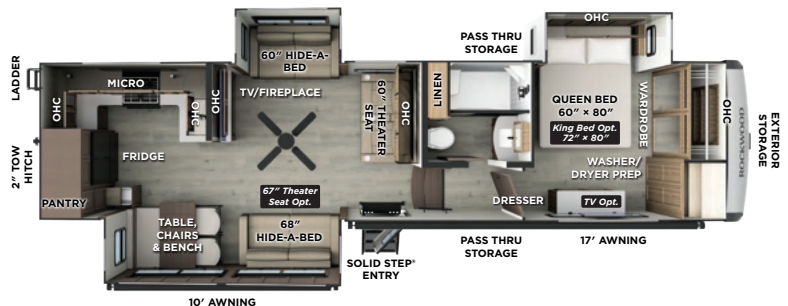 LADDER
2" TOW
HITCH
OHC
MICRO
OHC
OHC
FRIDGE
PANTRY
TABLE,
CHAIRS
& BENCH
10' AWNING
60" HIDE-A-
BED
TV/FIREPLACE
60" THEATER
SEAT
OHC
67" Theater
Seat Opt.
68"
HIDE-A-BED
SOLID STEP®
ENTRY
PASS THRU
STORAGE
LINEN
OHC
QUEEN BED
60" × 80"
King Bed Opt.
72" × 80"
WARDROBE
WASHER/
DRYER PREP
DRESSER
TV Opt.
PASS THRU
STORAGE
17' AWNING
OHC
ROCKWOOD
EXTERIOR
STORAGE